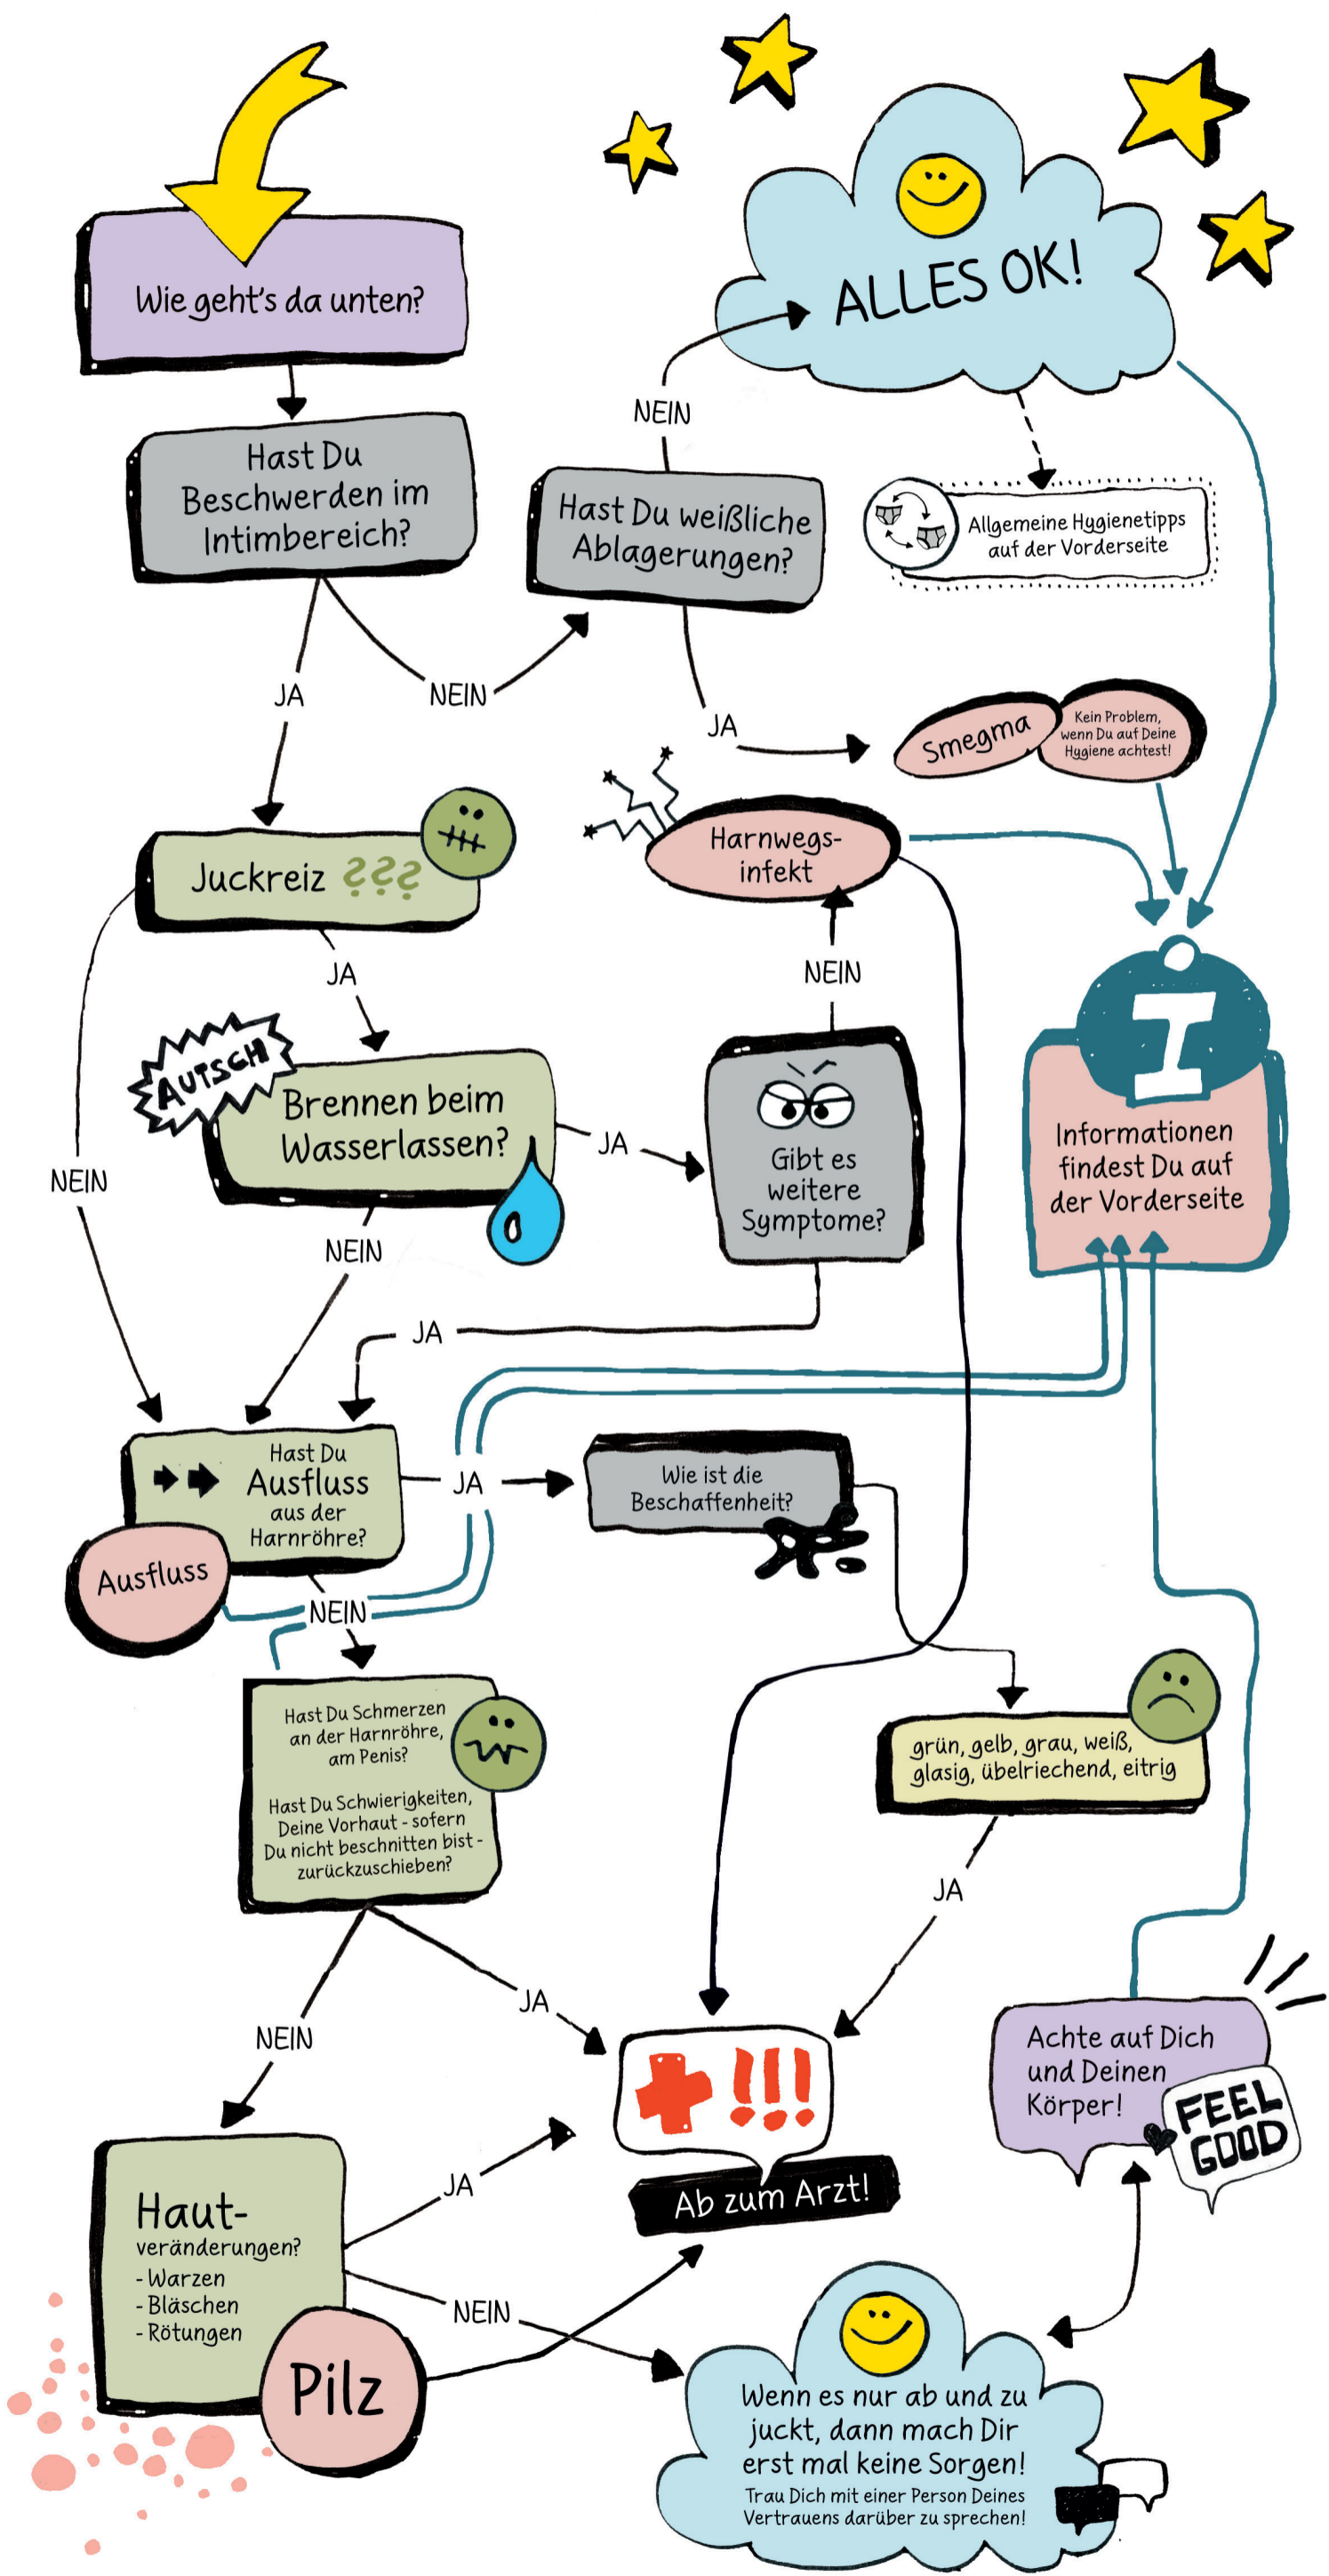 Wie geht's da unten?
ALLES OK!
NEIN
Hast Du
Beschwerden im
Intimbereich?
Hast Du weißliche
Ablagerungen?
Allgemeine Hygienetipps
auf der Vorderseite
JA
NEIN
JA
Smegma
Kein Problem,
wenn Du auf Deine
Hygiene achtest!
Juckreiz ???
Harnwegs-
infekt
JA
NEIN
AUTSCH
Brennen beim
Wasserlassen?
JA
Gibt es
weitere
Symptome?
I
Informationen
findest Du auf
der Vorderseite
NEIN
NEIN
JA
Hast Du
Ausfluss
aus der
Harnröhre?
Ausfluss
JA
Wie ist die
Beschaffenheit?
NEIN
Hast Du Schmerzen
an der Harnröhre,
am Penis?
Hast Du Schwierigkeiten,
Deine Vorhaut - sofern
Du nicht beschnitten bist -
zurückzuschieben?
grün, gelb, grau, weiß,
glasig, übelriechend, eitrig
JA
JA
NEIN
!!!
Ab zum Arzt!
Achte auf Dich
und Deinen
Körper!
FEEL
GOOD
Haut-
veränderungen?
- Warzen
- Bläschen
- Rötungen
JA
NEIN
Pilz
Wenn es nur ab und zu
juckt, dann mach Dir
erst mal keine Sorgen!
Trau Dich mit einer Person Deines
Vertrauens darüber zu sprechen!